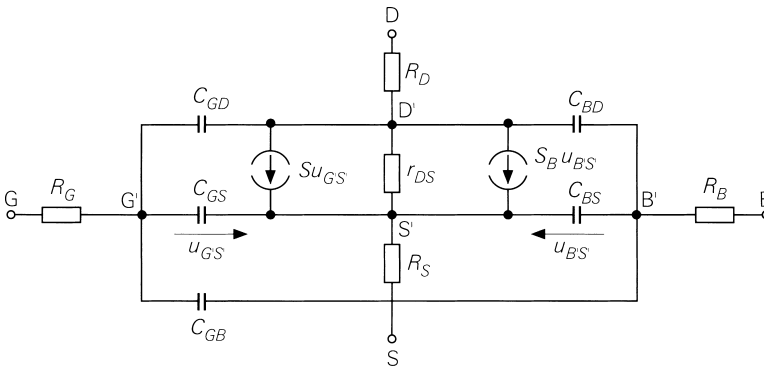 D
R_D
C_GD
D'
C_BD
Su_G'S'
r_DS
S_B u_B'S'
G
R_G
G'
C_GS
C_BS
B'
R_B
B
S'
u_G'S'
u_B'S'
R_S
C_GB
S